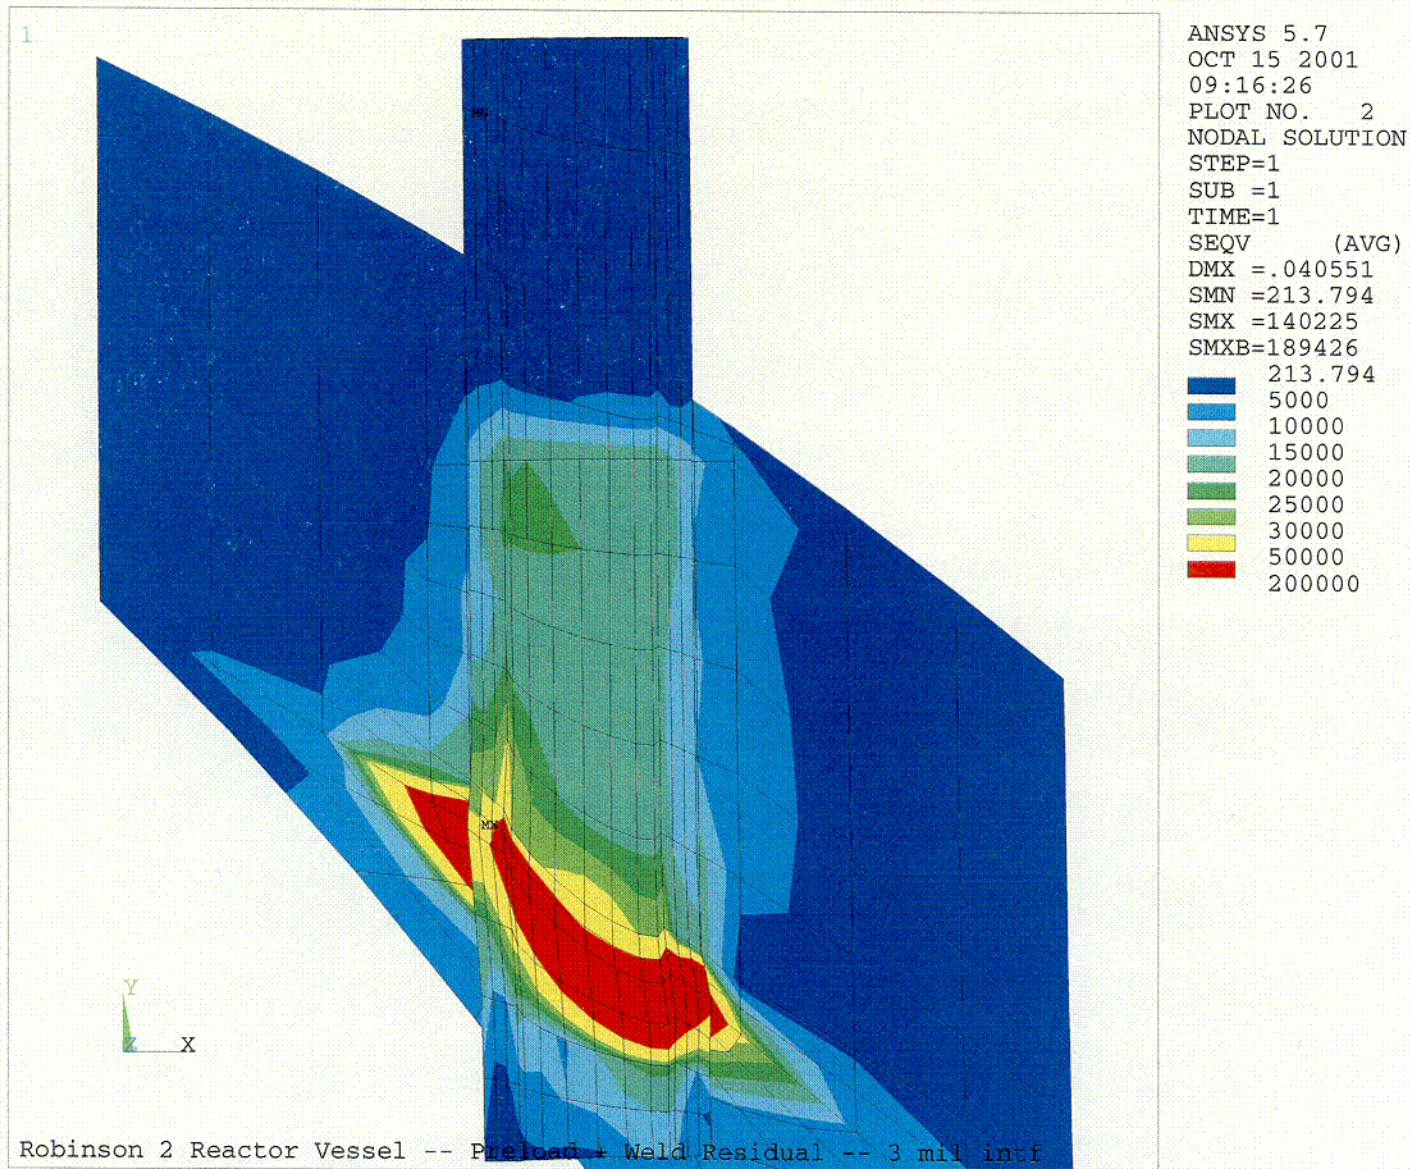 1
ANSYS 5.7
OCT 15 2001
09:16:26
PLOT NO. 2
NODAL SOLUTION
STEP=1
SUB =1
TIME=1
SEQV (AVG)
DMX =.040551
SMN =213.794
SMX =140225
SMXB=189426
213.794
5000
10000
15000
20000
25000
30000
50000
200000
MX
Y
Z X
Robinson 2 Reactor Vessel -- Preload + Weld Residual -- 3 mil intf